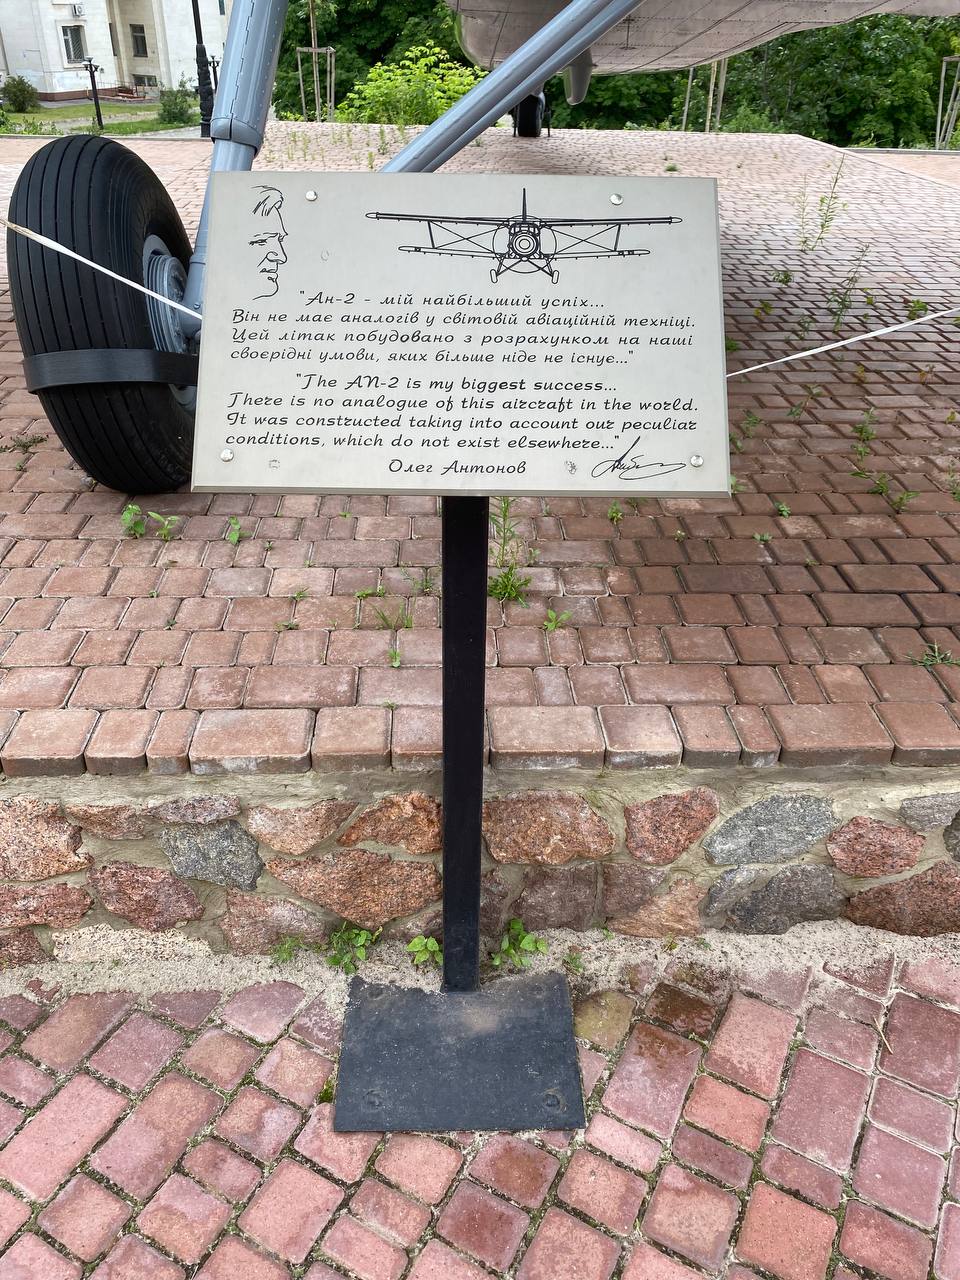 "Ан-2 - мій найбільший успіх...
Він не має аналогів у світовій авіаційній техніці.
Цей літак побудовано з розрахунком на наші
своєрідні умови, яких більше ніде не існує..."
"The AN-2 is my biggest success...
There is no analogue of this aircraft in the world.
It was constructed taking into account our peculiar
conditions, which do not exist elsewhere..."
Олег Антонов